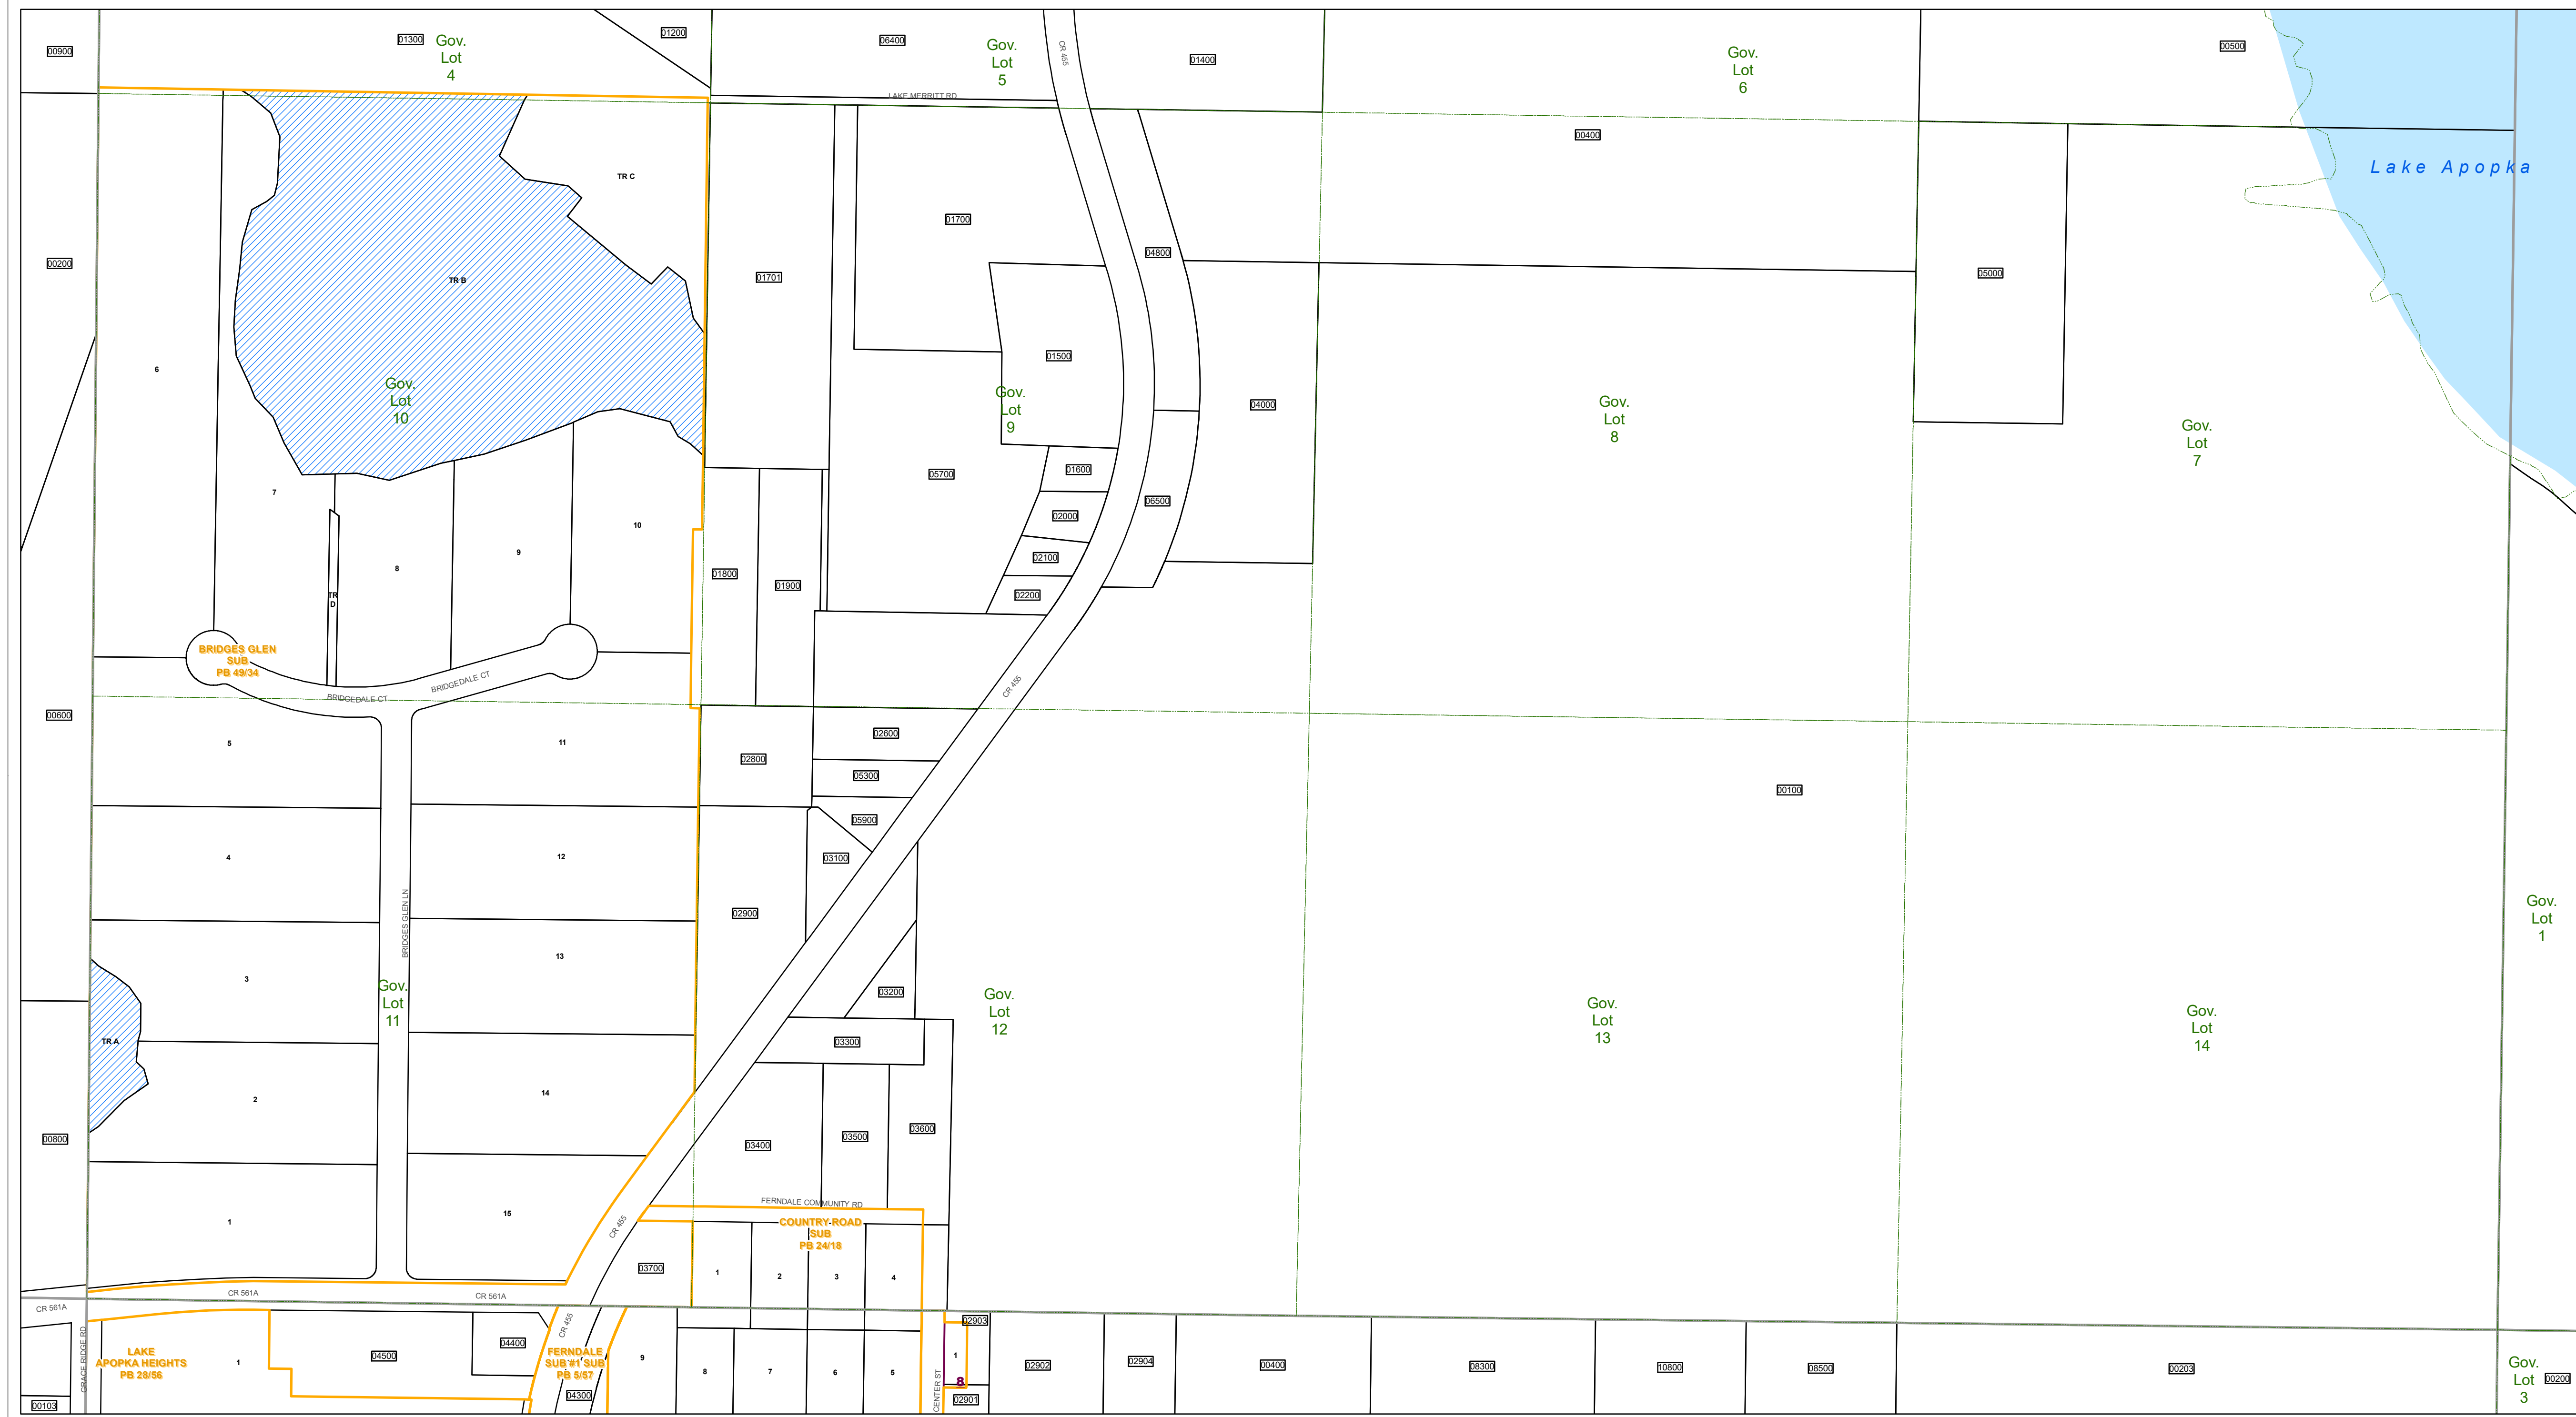 00900
01300
Gov.
Lot
4
01200
06400
Gov.
Lot
5
CR 455
01400
Gov.
Lot
6
00500
LAKE MERRITT RD
00400
Lake Apopka
TR C
01700
00200
TR B
01701
04800
05000
6
01500
Gov.
Lot
10
Gov.
Lot
9
04000
Gov.
Lot
8
Gov.
Lot
7
7
05700
01600
06500
10
02000
9
8
01800
01900
02100
TR
D
02200
BRIDGES GLEN
SUB
PB 49/34
BRIDGEDALE CT
BRIDGEDALE CT
CR 455
00600
5
11
02800
02600
05300
00100
05900
4
12
03100
BRIDGES GLEN LN
02900
Gov.
Lot
1
13
3
Gov.
Lot
11
03200
Gov.
Lot
12
Gov.
Lot
13
Gov.
Lot
14
TR A
03300
2
14
00800
03400
03500
03600
FERNDALE COMMUNITY RD
1
15
CR 455
COUNTRY ROAD
SUB
PB 24/18
03700
1
2
3
4
CR 561A
CR 561A
CR 561A
GRACE RIDGE RD
LAKE
APOPKA HEIGHTS
PB 28/56
1
04500
04400
CR 455
FERNDALE
SUB #1 SUB
PB 5/57
04300
9
8
7
6
5
CENTER ST
02903
1
8
02901
02902
02904
00400
08300
10800
08500
00203
Gov.
Lot
3
00200
00103